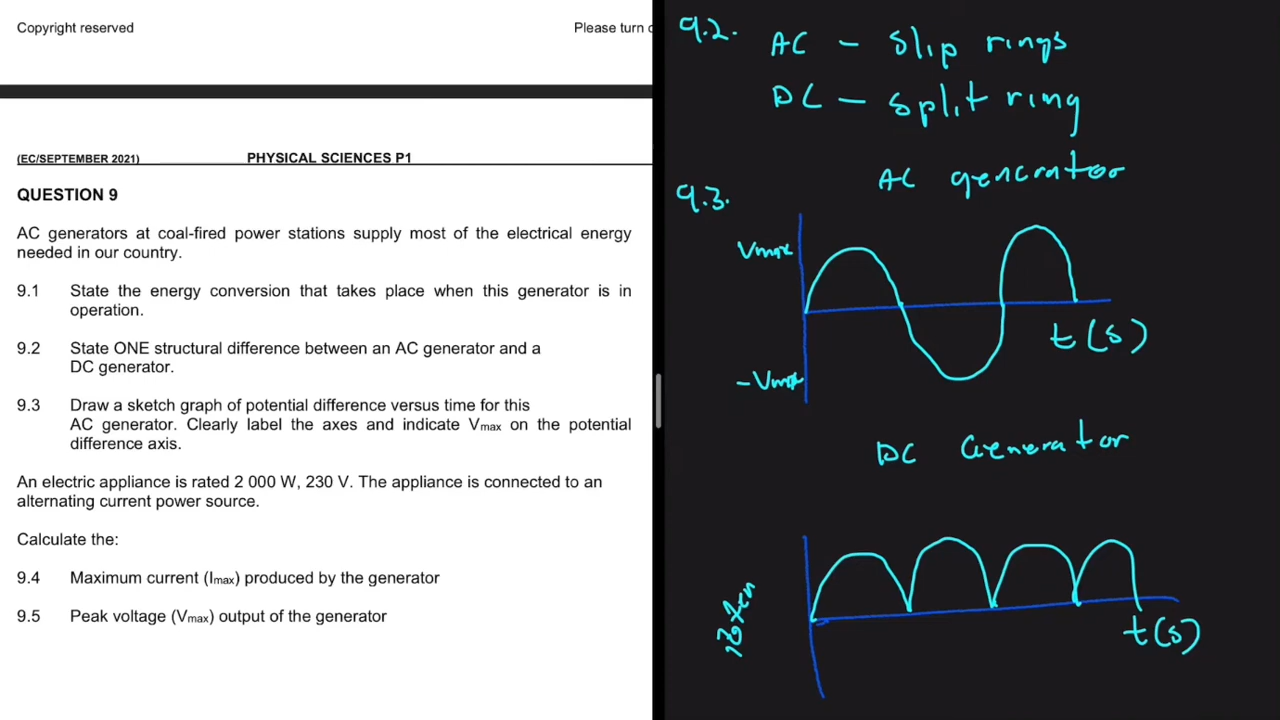 Copyright reserved
Please turn
(EC/SEPTEMBER 2021)
PHYSICAL SCIENCES P1
QUESTION 9
AC generators at coal-fired power stations supply most of the electrical energy
needed in our country.
9.1 State the energy conversion that takes place when this generator is in
operation.
9.2 State ONE structural difference between an AC generator and a
DC generator.
9.3 Draw a sketch graph of potential difference versus time for this
AC generator. Clearly label the axes and indicate Vmax on the potential
difference axis.
An electric appliance is rated 2 000 W, 230 V. The appliance is connected to an
alternating current power source.
Calculate the:
9.4 Maximum current (Imax) produced by the generator
9.5 Peak voltage (Vmax) output of the generator
9.2. AC - slip rings
DC - split ring
AC generator
9.3.
Vmax
t(s)
-Vmax
DC Generator
Poten
t(s)